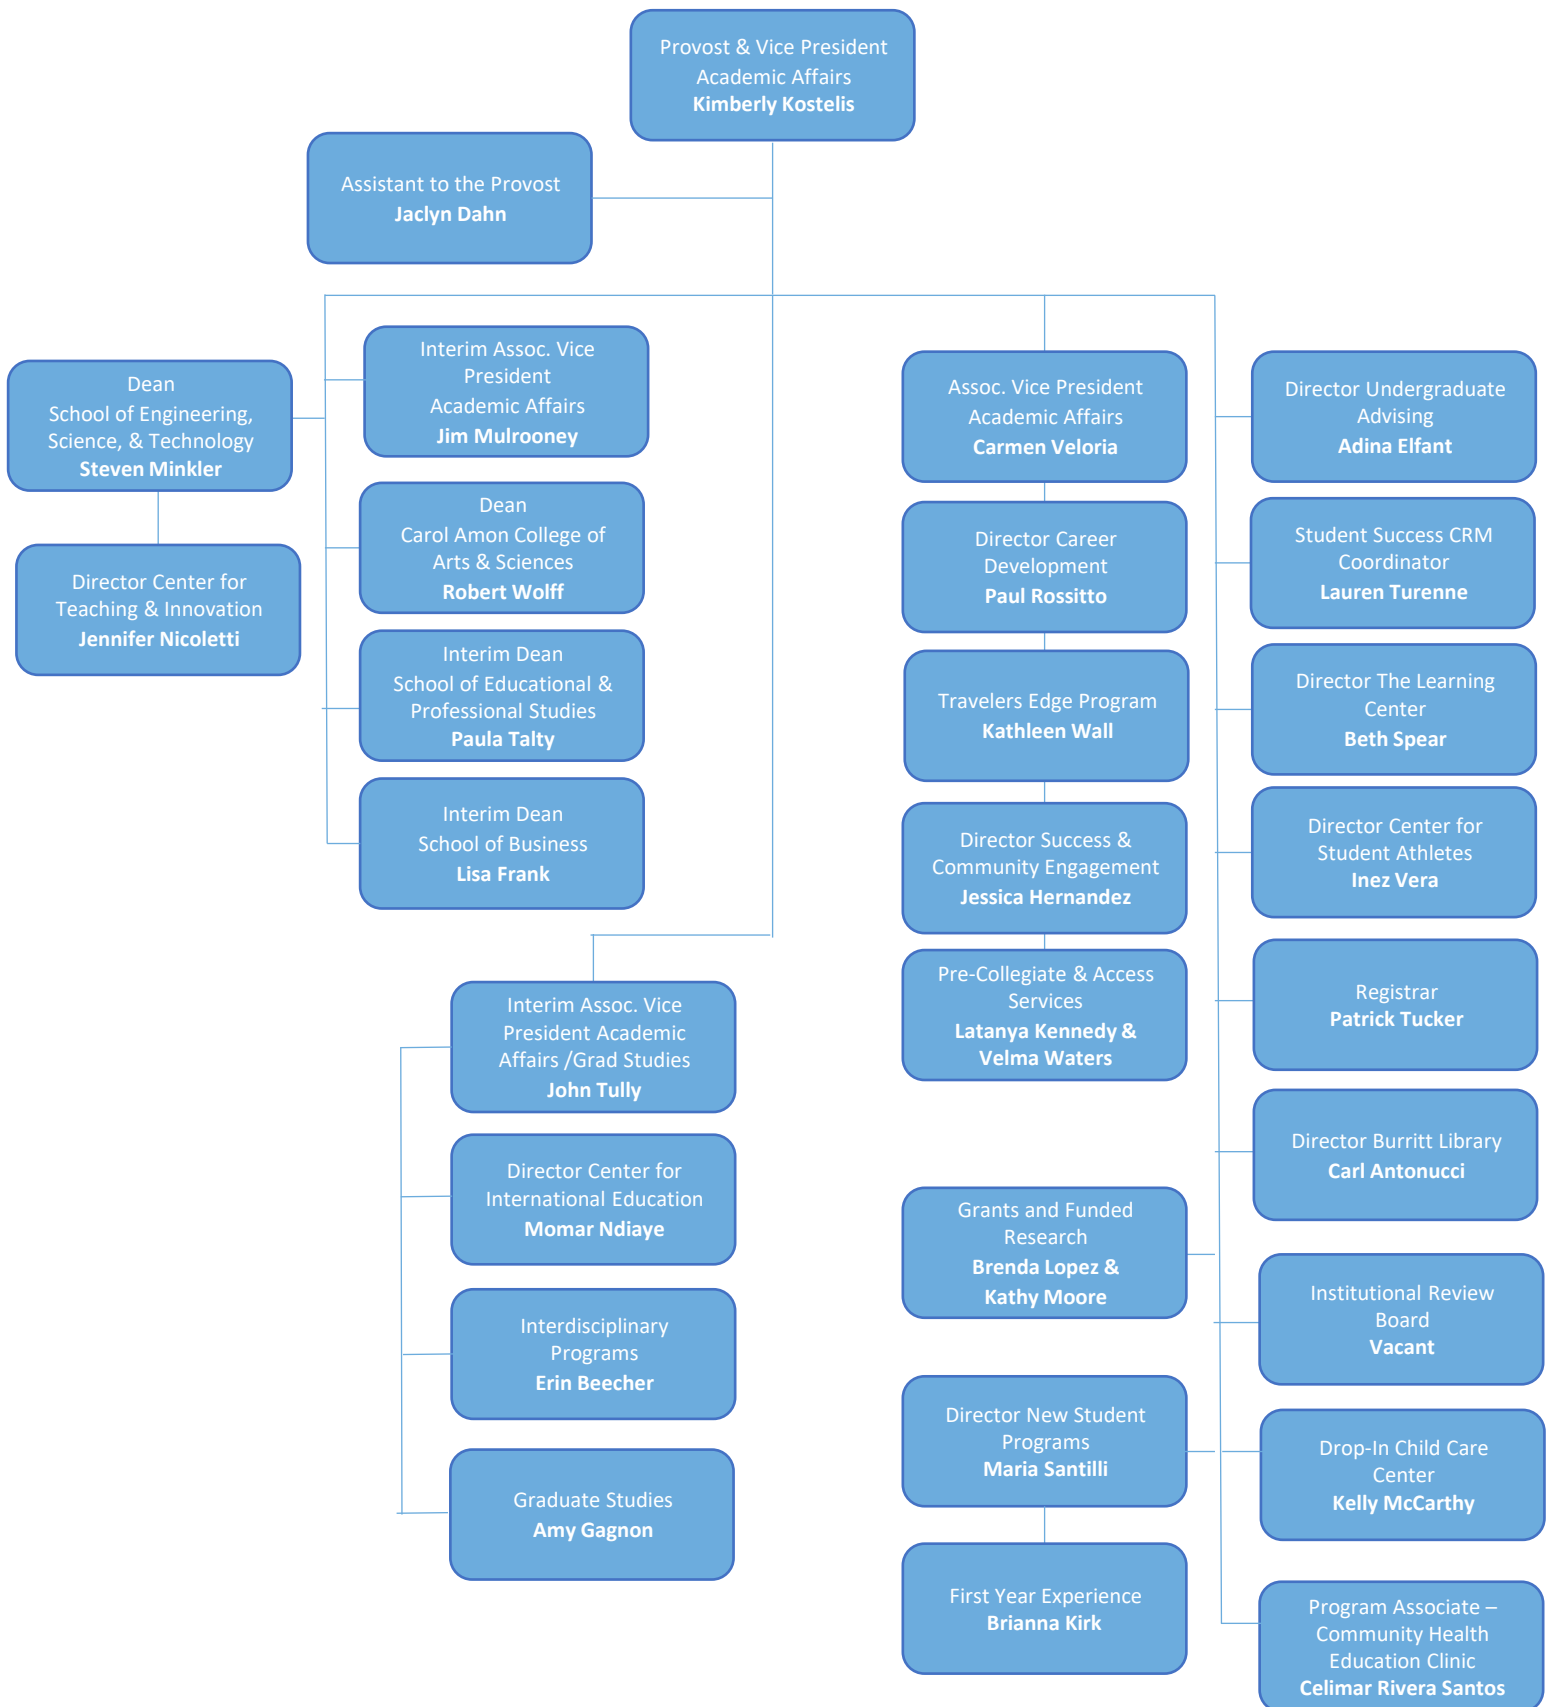 Provost & Vice President
Academic Affairs
Kimberly Kostelis
Assistant to the Provost
Jaclyn Dahn
Dean
School of Engineering,
Science, & Technology
Steven Minkler
Director Center for
Teaching & Innovation
Jennifer Nicoletti
Interim Assoc. Vice
President
Academic Affairs
Jim Mulrooney
Dean
Carol Amon College of
Arts & Sciences
Robert Wolff
Interim Dean
School of Educational &
Professional Studies
Paula Talty
Interim Dean
School of Business
Lisa Frank
Interim Assoc. Vice
President Academic
Affairs /Grad Studies
John Tully
Director Center for
International Education
Momar Ndiaye
Interdisciplinary
Programs
Erin Beecher
Graduate Studies
Amy Gagnon
Assoc. Vice President
Academic Affairs
Carmen Veloria
Director Career
Development
Paul Rossitto
Travelers Edge Program
Kathleen Wall
Director Success &
Community Engagement
Jessica Hernandez
Pre-Collegiate & Access
Services
Latanya Kennedy &
Velma Waters
Grants and Funded
Research
Brenda Lopez &
Kathy Moore
Director New Student
Programs
Maria Santilli
First Year Experience
Brianna Kirk
Director Undergraduate
Advising
Adina Elfant
Student Success CRM
Coordinator
Lauren Turenne
Director The Learning
Center
Beth Spear
Director Center for
Student Athletes
Inez Vera
Registrar
Patrick Tucker
Director Burritt Library
Carl Antonucci
Institutional Review
Board
Vacant
Drop-In Child Care
Center
Kelly McCarthy
Program Associate –
Community Health
Education Clinic
Celimar Rivera Santos